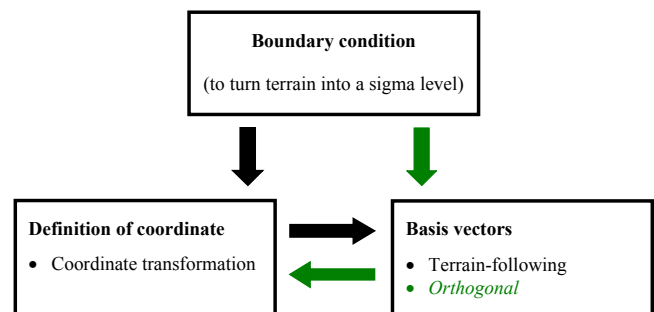 Boundary condition
(to turn terrain into a sigma level)
Definition of coordinate
• Coordinate transformation
Basis vectors
• Terrain-following
• Orthogonal